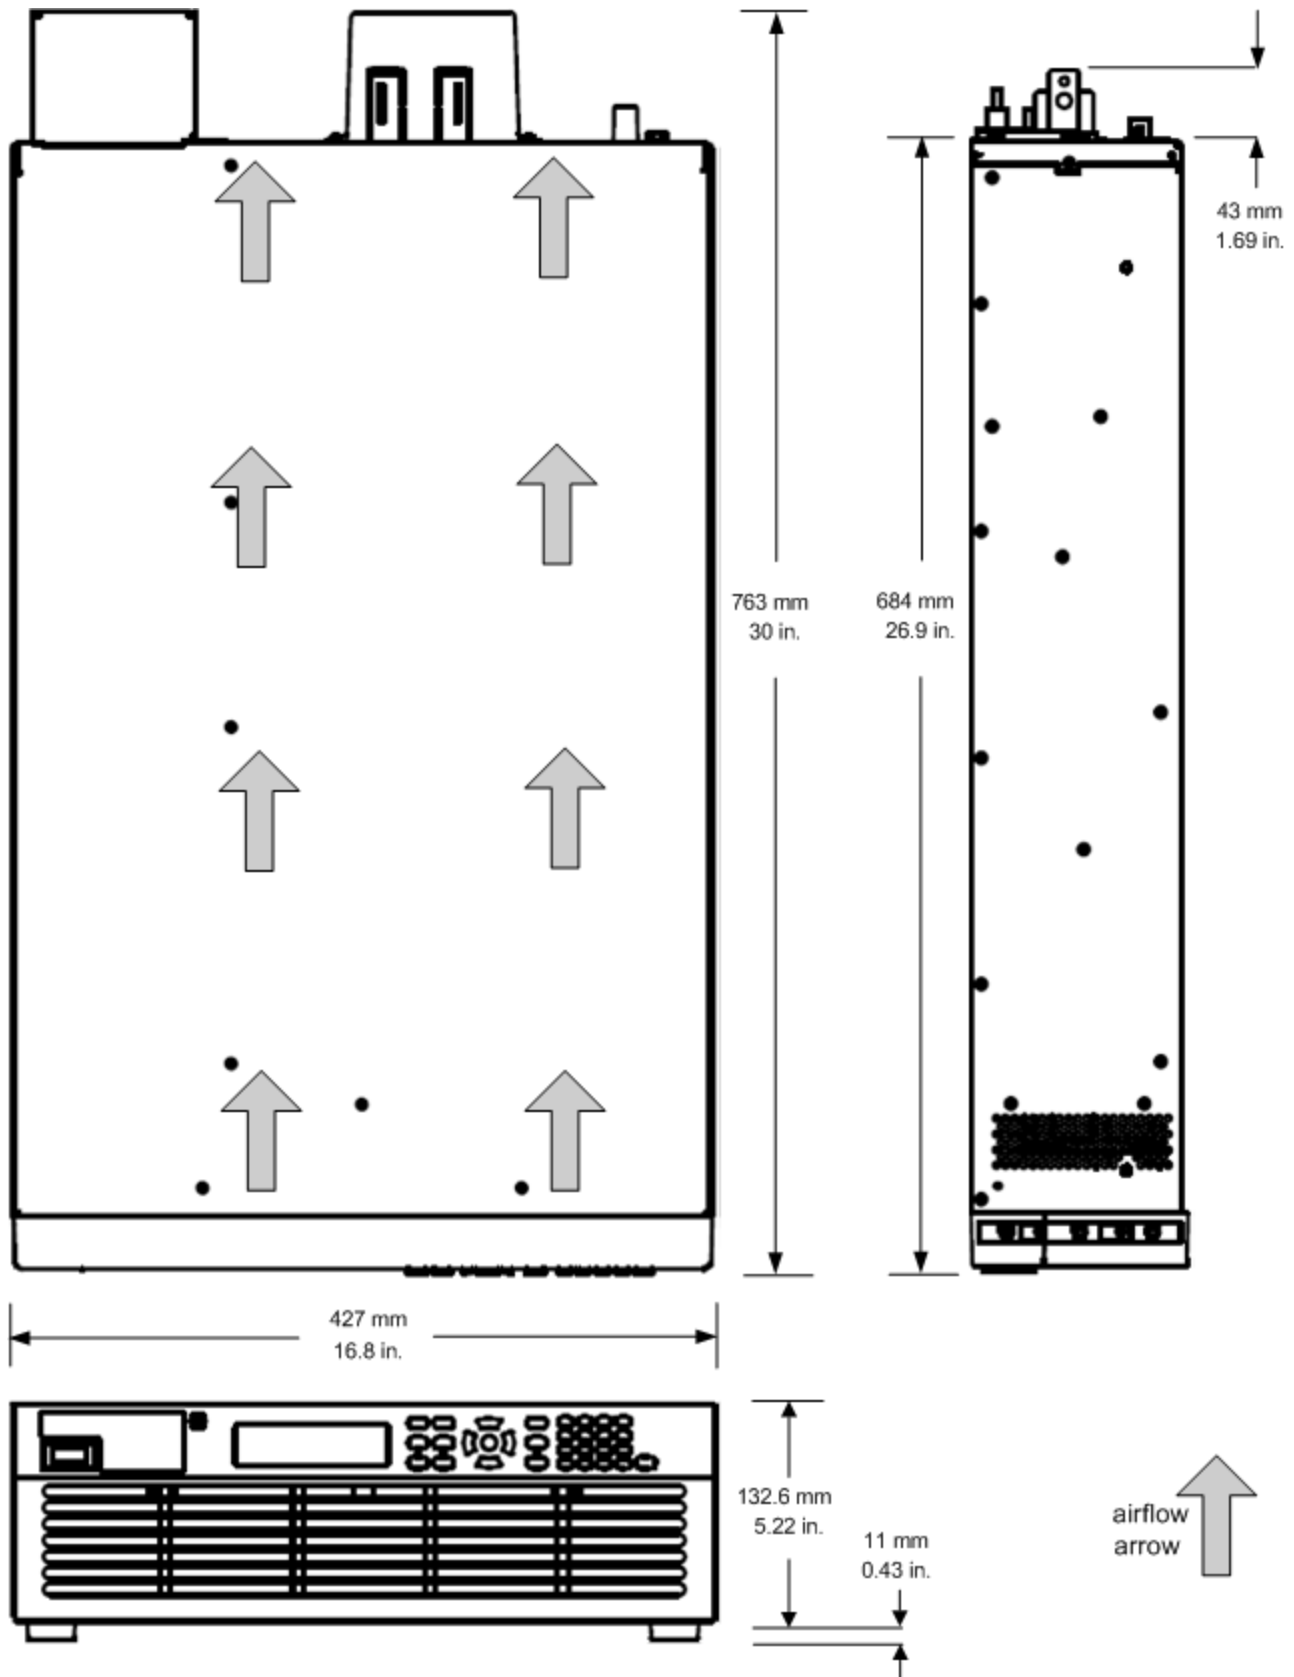 43 mm
1.69 in.
763 mm
30 in.
684 mm
26.9 in.
427 mm
16.8 in.
132.6 mm
5.22 in.
11 mm
0.43 in.
airflow
arrow